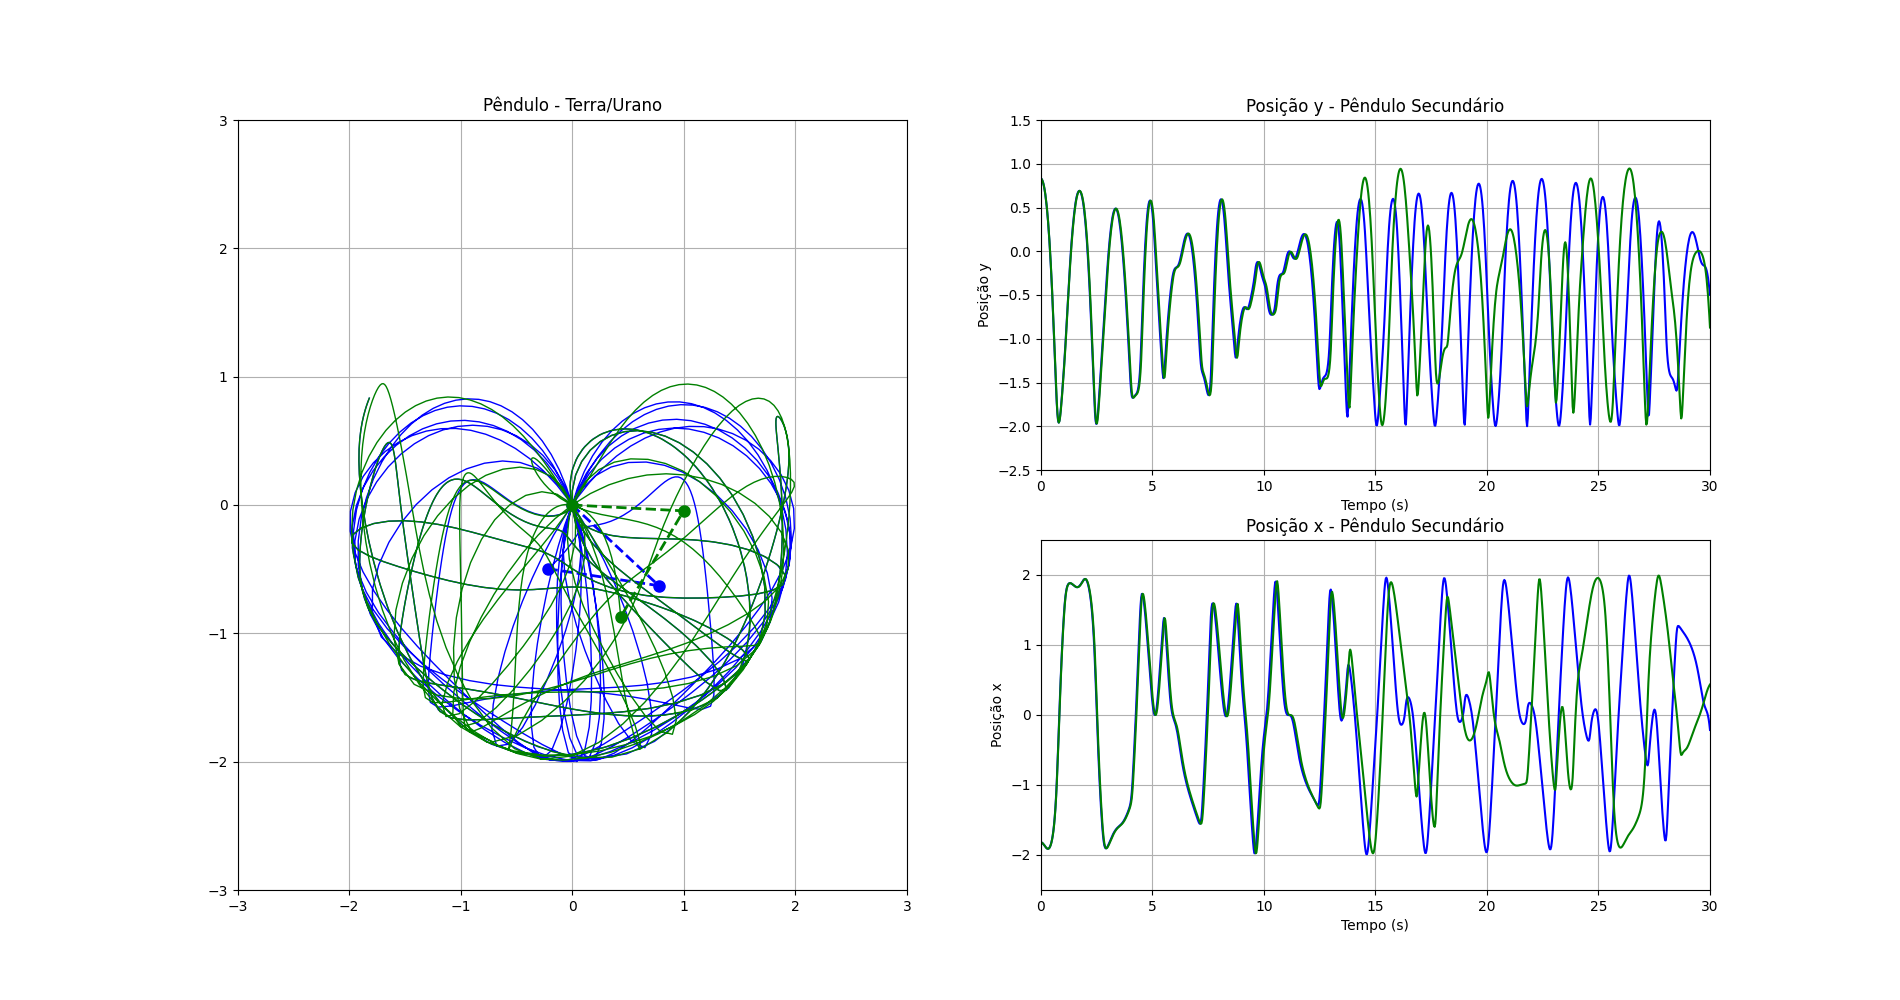 Pêndulo - Terra/Urano
3
2
1
0
−1
−2
−3
−3 −2 −1 0 1 2 3
Posição y - Pêndulo Secundário
Posição y
1.5
1.0
0.5
0.0
−0.5
−1.0
−1.5
−2.0
−2.5
0 5 10 15 20 25 30
Tempo (s)
Posição x - Pêndulo Secundário
Posição x
2
1
0
−1
−2
0 5 10 15 20 25 30
Tempo (s)